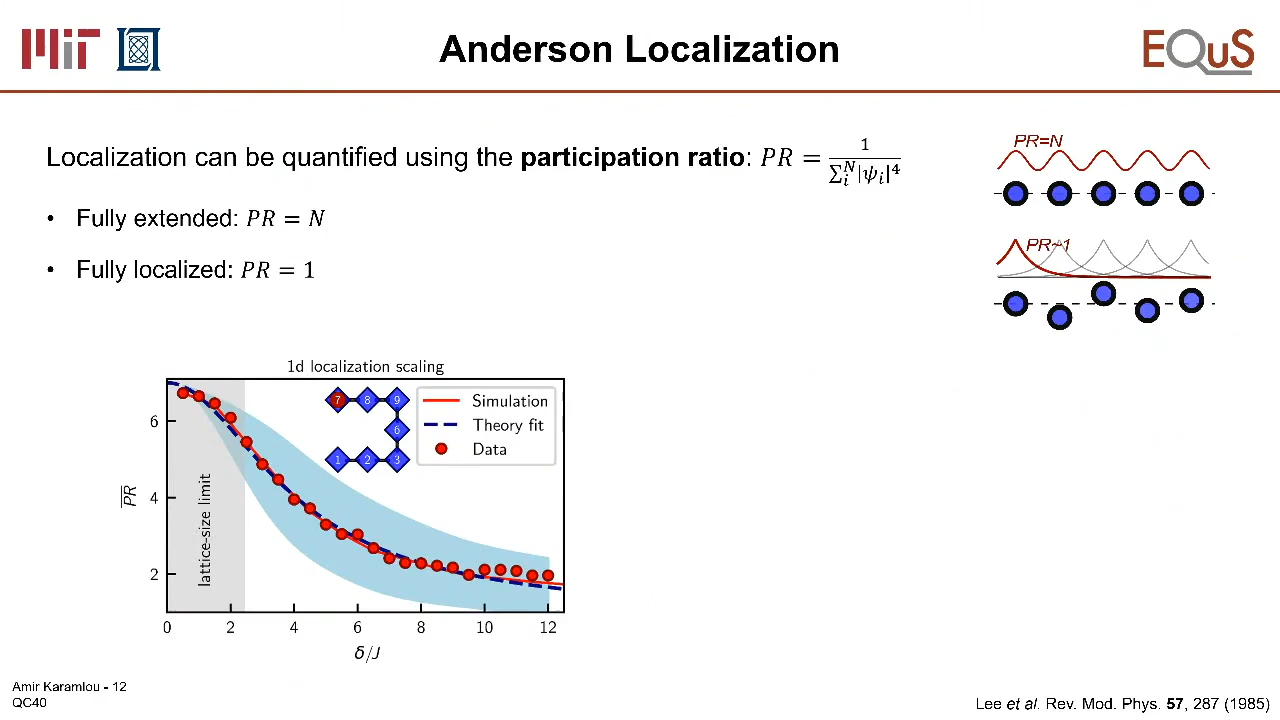 MIT
Anderson Localization
EQuS
Localization can be quantified using the participation ratio: PR = 1 / ∑ᵢᴺ|ψᵢ|⁴
• Fully extended: PR = N
• Fully localized: PR = 1
PR=N
PR~1
1d localization scaling
7 8 9
6
1 2 3
Simulation
Theory fit
Data
lattice-size limit
PR
6
4
2
0 2 4 6 8 10 12
δ/J
Amir Karamlou - 12
QC40
Lee et al. Rev. Mod. Phys. 57, 287 (1985)